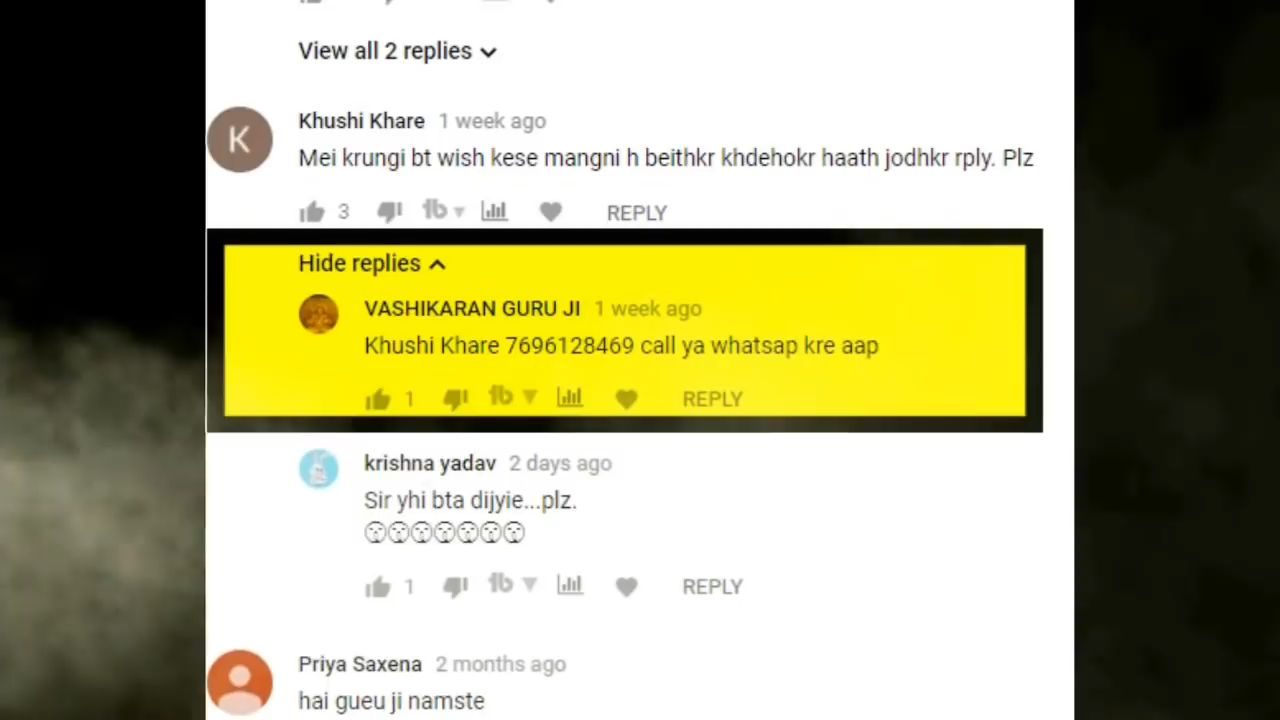 View all 2 replies
K
Khushi Khare 1 week ago
Mei krungi bt wish kese mangni h beithkr khdehokr haath jodhkr rply. Plz
3 tb REPLY
Hide replies
VASHIKARAN GURU JI 1 week ago
Khushi Khare 7696128469 call ya whatsap kre aap
1 tb REPLY
krishna yadav 2 days ago
Sir yhi bta dijyie...plz.
1 tb REPLY
Priya Saxena 2 months ago
hai gueu ji namste